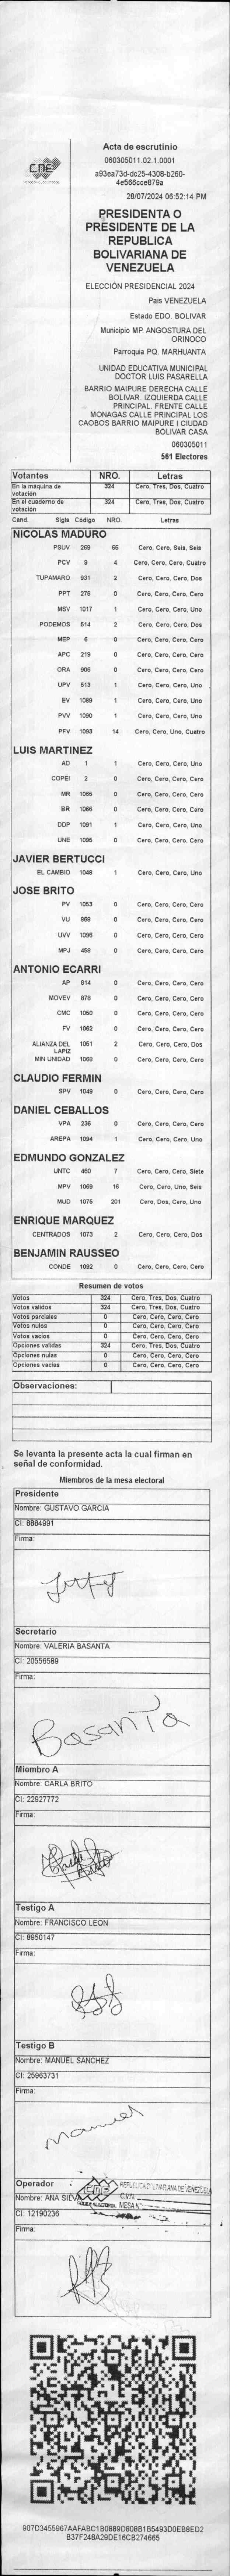 Acta de escrutinio
060305011.02.1.0001
a93ea73d-dc25-4308-b260-
4e566cce879a
28/07/2024 06:52:14 PM
CNE
PRESIDENTA O
PRESIDENTE DE LA
REPUBLICA
BOLIVARIANA DE
VENEZUELA
ELECCIÓN PRESIDENCIAL 2024
Pais VENEZUELA
Estado EDO. BOLIVAR
Municipio MP. ANGOSTURA DEL
ORINOCO
Parroquia PQ. MARHUANTA
UNIDAD EDUCATIVA MUNICIPAL
DOCTOR LUIS PASARELLA
BARRIO MAIPURE DERECHA CALLE
BOLIVAR. IZQUIERDA CALLE
PRINCIPAL. FRENTE CALLE
MONAGAS CALLE PRINCIPAL LOS
CAOBOS BARRIO MAIPURE I CIUDAD
BOLIVAR CASA
060305011
561 Electores
Votantes NRO. Letras
En la máquina de votación 324 Cero, Tres, Dos, Cuatro
En el cuaderno de votación 324 Cero, Tres, Dos, Cuatro
Cand. Sigla Código NRO. Letras
NICOLAS MADURO
PSUV 269 66 Cero, Cero, Seis, Seis
PCV 9 4 Cero, Cero, Cero, Cuatro
TUPAMARO 931 2 Cero, Cero, Cero, Dos
PPT 276 0 Cero, Cero, Cero, Cero
MSV 1017 1 Cero, Cero, Cero, Uno
PODEMOS 514 2 Cero, Cero, Cero, Dos
MEP 6 0 Cero, Cero, Cero, Cero
APC 219 0 Cero, Cero, Cero, Cero
ORA 906 0 Cero, Cero, Cero, Cero
UPV 613 1 Cero, Cero, Cero, Uno
EV 1089 1 Cero, Cero, Cero, Uno
PVV 1090 1 Cero, Cero, Cero, Uno
PFV 1093 14 Cero, Cero, Uno, Cuatro
LUIS MARTINEZ
AD 1 1 Cero, Cero, Cero, Uno
COPEI 2 0 Cero, Cero, Cero, Cero
MR 1065 0 Cero, Cero, Cero, Cero
BR 1066 0 Cero, Cero, Cero, Cero
DDP 1091 1 Cero, Cero, Cero, Uno
UNE 1095 0 Cero, Cero, Cero, Cero
JAVIER BERTUCCI
EL CAMBIO 1048 1 Cero, Cero, Cero, Uno
JOSE BRITO
PV 1053 0 Cero, Cero, Cero, Cero
VU 868 0 Cero, Cero, Cero, Cero
UVV 1096 0 Cero, Cero, Cero, Cero
MPJ 458 0 Cero, Cero, Cero, Cero
ANTONIO ECARRI
AP 814 0 Cero, Cero, Cero, Cero
MOVEV 878 0 Cero, Cero, Cero, Cero
CMC 1050 0 Cero, Cero, Cero, Cero
FV 1062 0 Cero, Cero, Cero, Cero
ALIANZA DEL LAPIZ 1051 2 Cero, Cero, Cero, Dos
MIN UNIDAD 1068 0 Cero, Cero, Cero, Cero
CLAUDIO FERMIN
SPV 1049 0 Cero, Cero, Cero, Cero
DANIEL CEBALLOS
VPA 236 0 Cero, Cero, Cero, Cero
AREPA 1094 1 Cero, Cero, Cero, Uno
EDMUNDO GONZALEZ
UNTC 460 7 Cero, Cero, Cero, Siete
MPV 1069 16 Cero, Cero, Uno, Seis
MUD 1075 201 Cero, Dos, Cero, Uno
ENRIQUE MARQUEZ
CENTRADOS 1073 2 Cero, Cero, Cero, Dos
BENJAMIN RAUSSEO
CONDE 1092 0 Cero, Cero, Cero, Cero
Resumen de votos
Votos 324 Cero, Tres, Dos, Cuatro
Votos validos 324 Cero, Tres, Dos, Cuatro
Votos parciales 0 Cero, Cero, Cero, Cero
Votos nulos 0 Cero, Cero, Cero, Cero
Votos vacios 0 Cero, Cero, Cero, Cero
Opciones validas 324 Cero, Tres, Dos, Cuatro
Opciones nulas 0 Cero, Cero, Cero, Cero
Opciones vacias 0 Cero, Cero, Cero, Cero
Observaciones:
Se levanta la presente acta la cual firman en
señal de conformidad.
Miembros de la mesa electoral
Presidente
Nombre: GUSTAVO GARCIA
CI: 8884991
Firma:
Secretario
Nombre: VALERIA BASANTA
CI: 20556589
Firma:
Basanta
Miembro A
Nombre: CARLA BRITO
CI: 22927772
Firma:
Testigo A
Nombre: FRANCISCO LEON
CI: 8950147
Firma:
Testigo B
Nombre: MANUEL SANCHEZ
CI: 25963731
Firma:
Manuel
Operador
Nombre: ANA SILVA
CNE
C.V.N.
MESA N°
CI: 12190236
Firma:
907D3455967AAFABC1B0889D808B1B5493D0EB8ED2
B37F248A29DE16CB274665